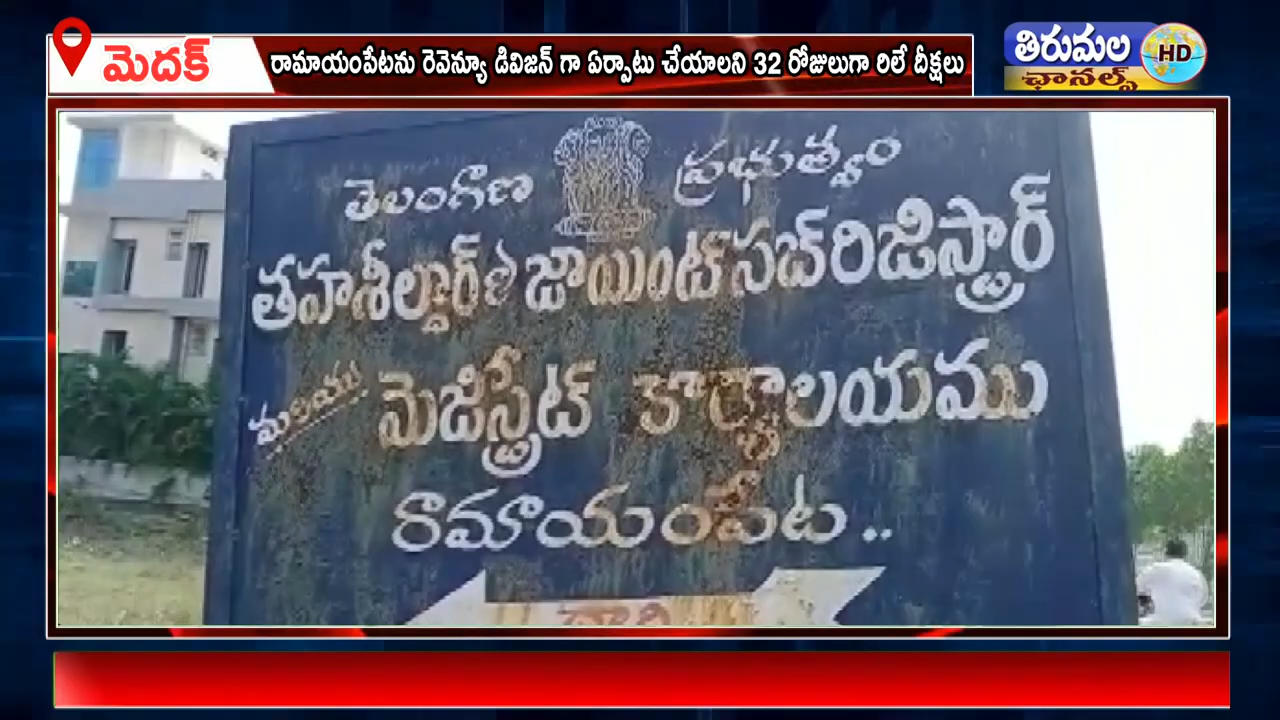 మెదక్
రామాయంపేటను రెవెన్యూ డివిజన్ గా ఏర్పాటు చేయాలని 32 రోజులుగా రిలే దీక్షలు
తిరుమల
ఛానల్స్
HD
తెలంగాణ ప్రభుత్వం
తహశీల్దార్ & జాయింట్ సబ్ రిజిస్ట్రార్
మరియు మెజిస్ట్రేట్ కార్యాలయము
రామాయంపేట..
దారి